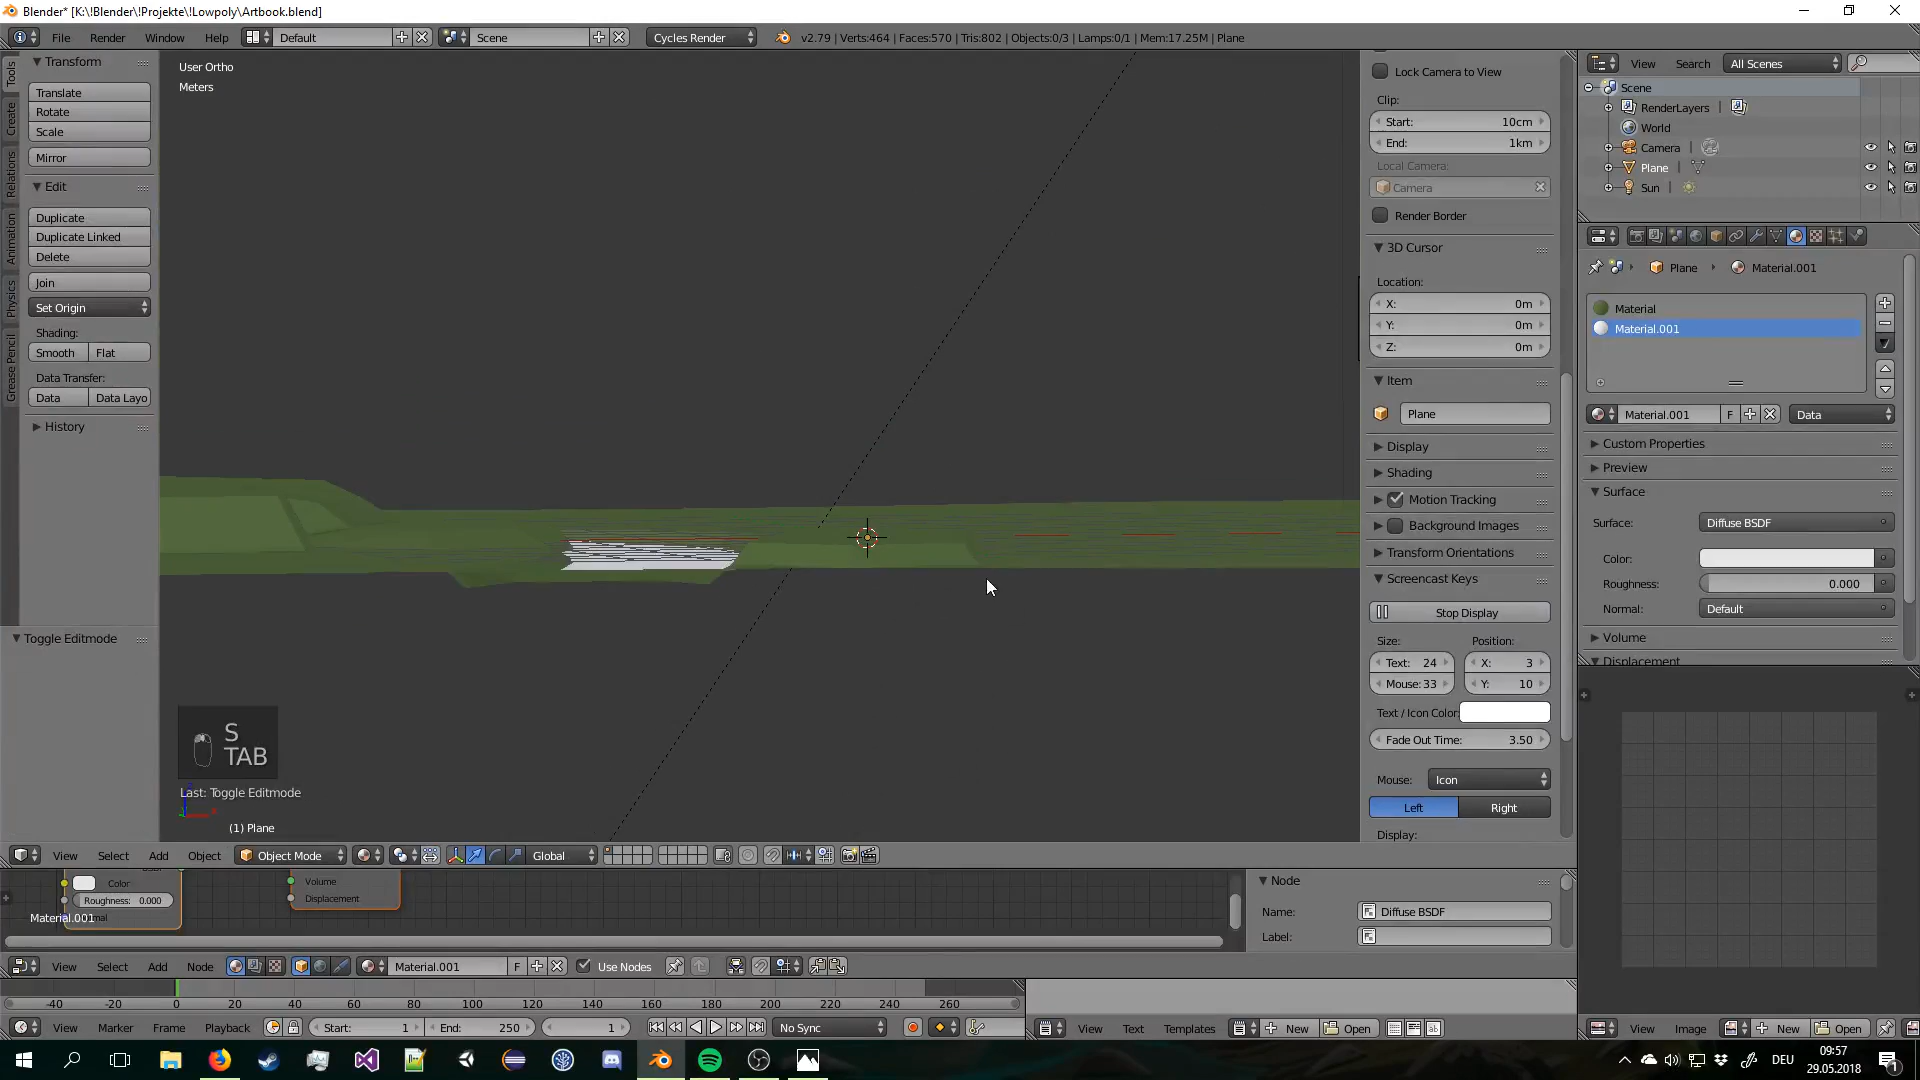 Blender* [K:\!Blender\!Projekte\!Lowpoly\Artbook.blend]
File Render Window Help Default Scene Cycles Render v2.79 | Verts:464 | Faces:570 | Tris:802 | Objects:0/3 | Lamps:0/1 | Mem:17.25M | Plane
Tools
Create
Relations
Animation
Physics
Grease Pencil
Transform
Translate
Rotate
Scale
Mirror
Edit
Duplicate
Duplicate Linked
Delete
Join
Set Origin
Shading:
Smooth Flat
Data Transfer:
Data Data Layo
History
Toggle Editmode
User Ortho
Meters
S
TAB
Last: Toggle Editmode
(1) Plane
Lock Camera to View
Clip:
Start: 10cm
End: 1km
Local Camera:
Camera
Render Border
3D Cursor
Location:
X: 0m
Y: 0m
Z: 0m
Item
Plane
Display
Shading
Motion Tracking
Background Images
Transform Orientations
Screencast Keys
Stop Display
Size: Position:
Text: 24 X: 3
Mouse: 33 Y: 10
Text / Icon Color:
Fade Out Time: 3.50
Mouse: Icon
Left Right
Display:
View Search All Scenes
Scene
RenderLayers
World
Camera
Plane
Sun
Plane Material.001
Material
Material.001
Material.001 F Data
Custom Properties
Preview
Surface
Surface: Diffuse BSDF
Color:
Roughness: 0.000
Normal: Default
Volume
Displacement
View Select Add Object Object Mode Global
Color
Roughness: 0.000
Material.001
Volume
Displacement
Node
Name: Diffuse BSDF
Label:
View Select Add Node Material.001 F Use Nodes
-40 -20 0 20 40 60 80 100 120 140 160 180 200 220 240 260
View Marker Frame Playback Start: 1 End: 250 1 No Sync
View Text Templates New Open
View Image New Open
DEU
09:57
29.05.2018